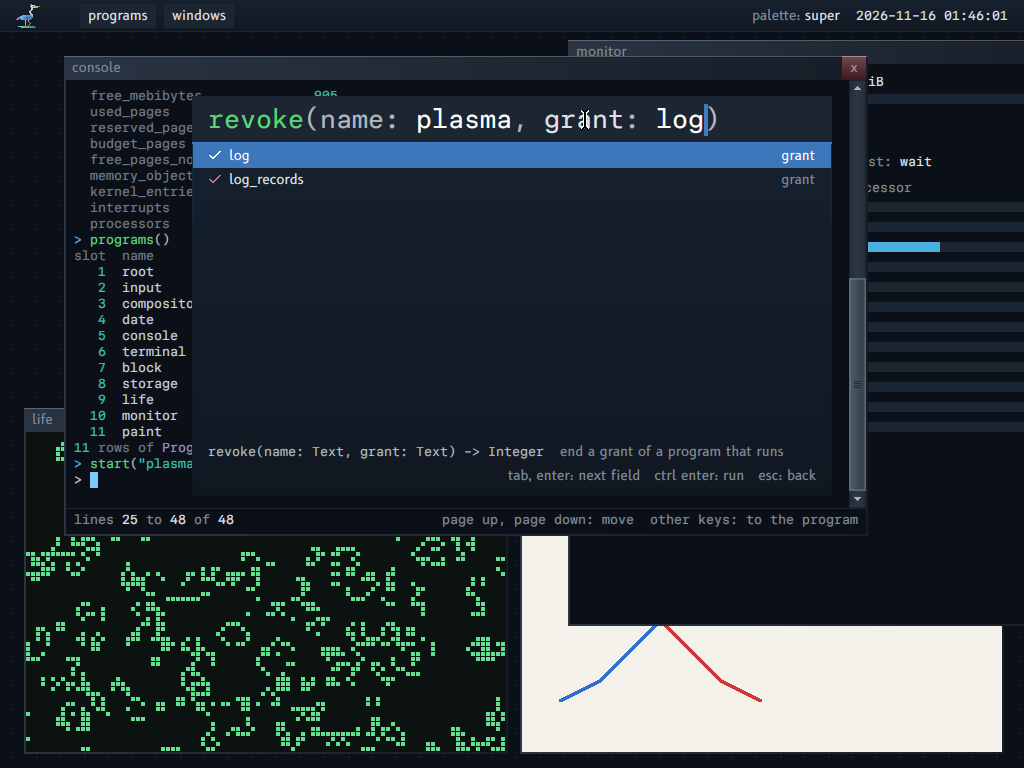 programs windows palette: super 2026-11-16 01:46:01
monitor
console x
iB
free_mebibytes 905
revoke(name: plasma, grant: log)
used_pages
reserved_page
budget_pages
log grant
free_pages_no
st: wait
memory_object
log_records grant
cessor
kernel_entrie
interrupts
processors
> programs()
slot name
1 root
2 input
3 composito
4 date
5 console
6 terminal
7 block
8 storage
9 life
10 monitor
life
11 paint
11 rows of Prog
revoke(name: Text, grant: Text) -> Integer end a grant of a program that runs
> start("plasma
tab, enter: next field ctrl enter: run esc: back
>
lines 25 to 48 of 48 page up, page down: move other keys: to the program